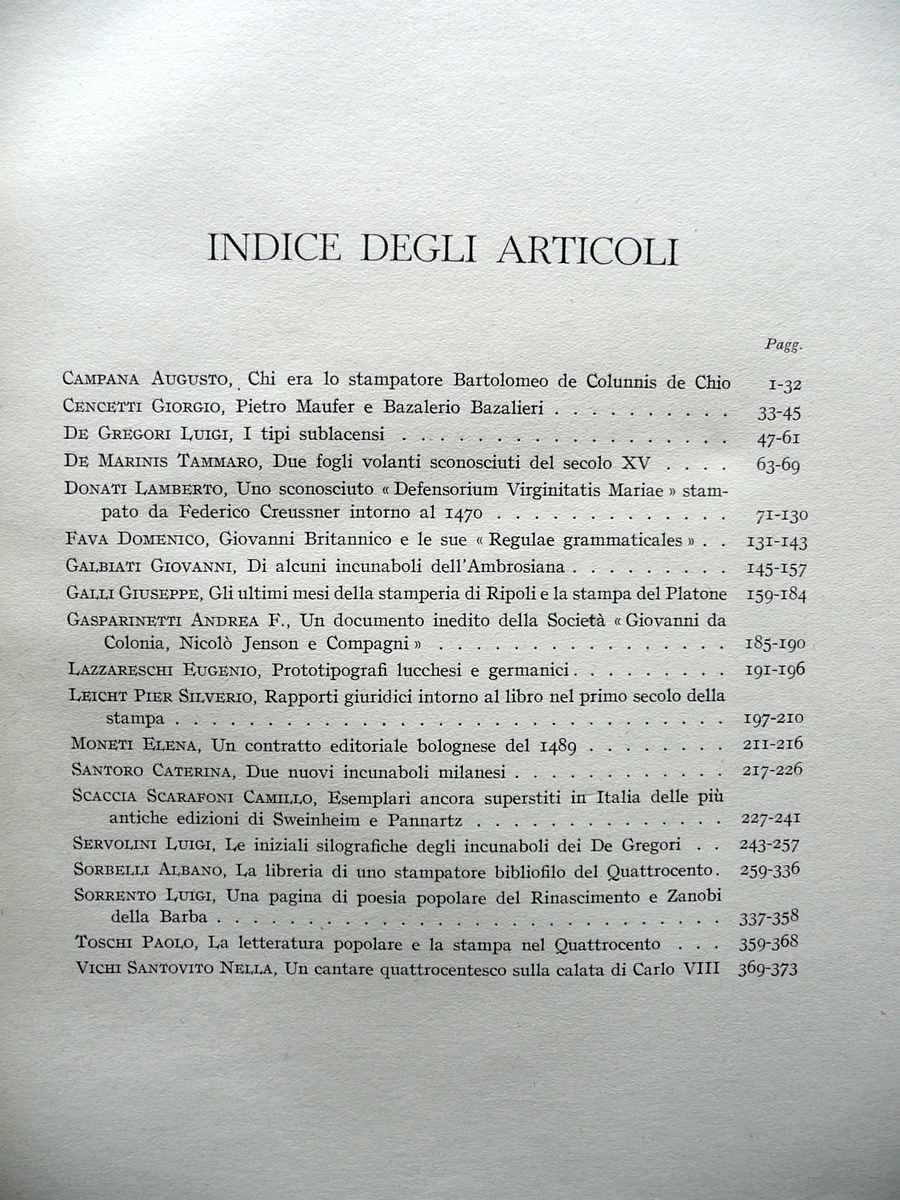 INDICE DEGLI ARTICOLI
Pagg.
CAMPANA AUGUSTO, Chi era lo stampatore Bartolomeo de Colunnis de Chio 1-32
CENCETTI GIORGIO, Pietro Maufer e Bazalerio Bazalieri . . . . . . . . . . 33-45
DE GREGORI LUIGI, I tipi sublacensi . . . . . . . . . . . . . . . . . . 47-61
DE MARINIS TAMMARO, Due fogli volanti sconosciuti del secolo XV . . . . 63-69
DONATI LAMBERTO, Uno sconosciuto « Defensorium Virginitatis Mariae » stam-
pato da Federico Creussner intorno al 1470 . . . . . . . . . . . . . 71-130
FAVA DOMENICO, Giovanni Britannico e le sue « Regulae grammaticales » . . 131-143
GALBIATI GIOVANNI, Di alcuni incunaboli dell'Ambrosiana . . . . . . . . . 145-157
GALLI GIUSEPPE, Gli ultimi mesi della stamperia di Ripoli e la stampa del Platone 159-184
GASPARINETTI ANDREA F., Un documento inedito della Società « Giovanni da
Colonia, Nicolò Jenson e Compagni » . . . . . . . . . . . . . . . . 185-190
LAZZARESCHI EUGENIO, Prototipografi lucchesi e germanici . . . . . . . . . 191-196
LEICHT PIER SILVERIO, Rapporti giuridici intorno al libro nel primo secolo della
stampa . . . . . . . . . . . . . . . . . . . . . . . . . . . . . . 197-210
MONETI ELENA, Un contratto editoriale bolognese del 1489 . . . . . . . . 211-216
SANTORO CATERINA, Due nuovi incunaboli milanesi . . . . . . . . . . . . 217-226
SCACCIA SCARAFONI CAMILLO, Esemplari ancora superstiti in Italia delle più
antiche edizioni di Sweinheim e Pannartz . . . . . . . . . . . . . . 227-241
SERVOLINI LUIGI, Le iniziali silografiche degli incunaboli dei De Gregori . . 243-257
SORBELLI ALBANO, La libreria di uno stampatore bibliofilo del Quattrocento . 259-336
SORRENTO LUIGI, Una pagina di poesia popolare del Rinascimento e Zanobi
della Barba . . . . . . . . . . . . . . . . . . . . . . . . . . . . 337-358
TOSCHI PAOLO, La letteratura popolare e la stampa nel Quattrocento . . . 359-368
VICHI SANTOVITO NELLA, Un cantare quattrocentesco sulla calata di Carlo VIII 369-373